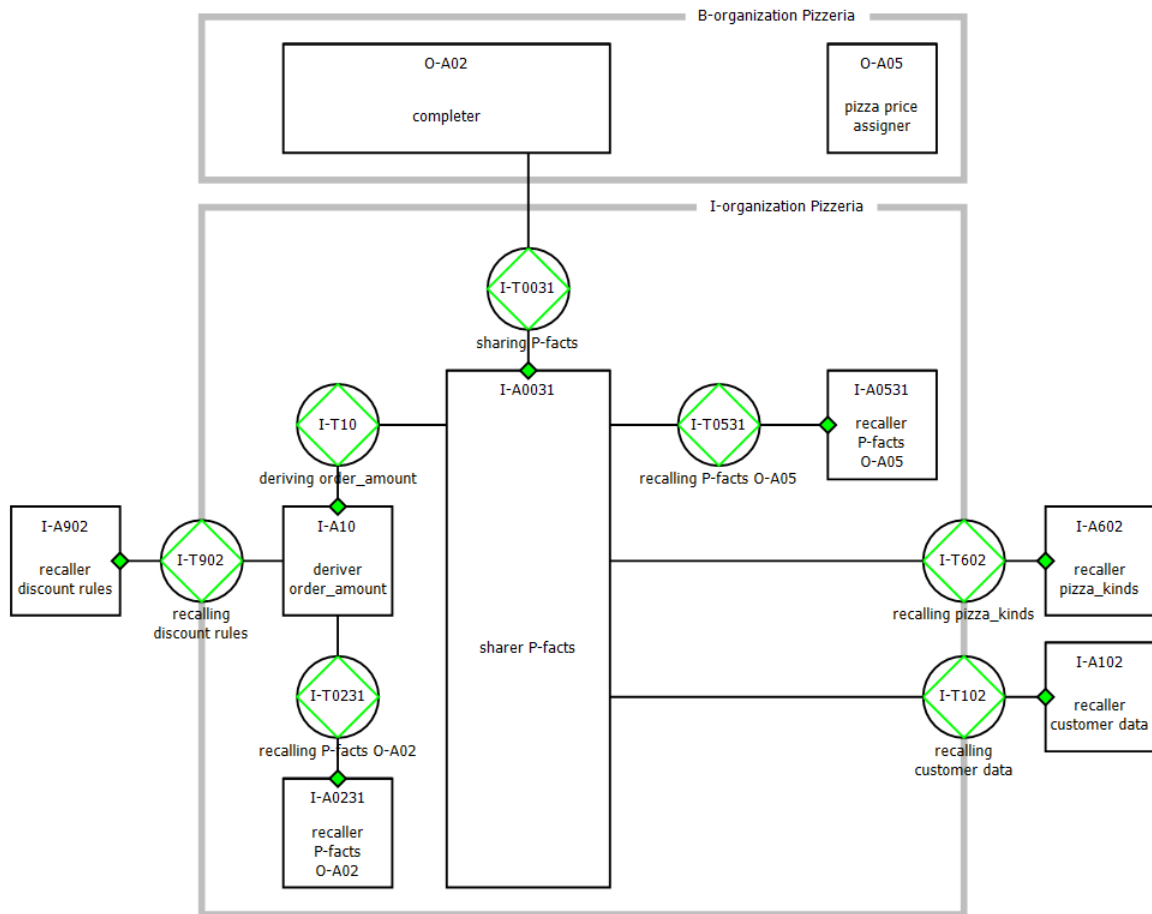 B-organization Pizzeria
O-A02
completer
O-A05
pizza price
assigner
I-organization Pizzeria
I-T0031
sharing P-facts
I-A0031
sharer P-facts
I-T10
deriving order_amount
I-T0531
recalling P-facts O-A05
I-A0531
recaller
P-facts
O-A05
I-A902
recaller
discount rules
I-T902
recalling
discount rules
I-A10
deriver
order_amount
I-T602
recalling pizza_kinds
I-A602
recaller
pizza_kinds
I-T0231
recalling P-facts O-A02
I-T102
recalling
customer data
I-A102
recaller
customer data
I-A0231
recaller
P-facts
O-A02